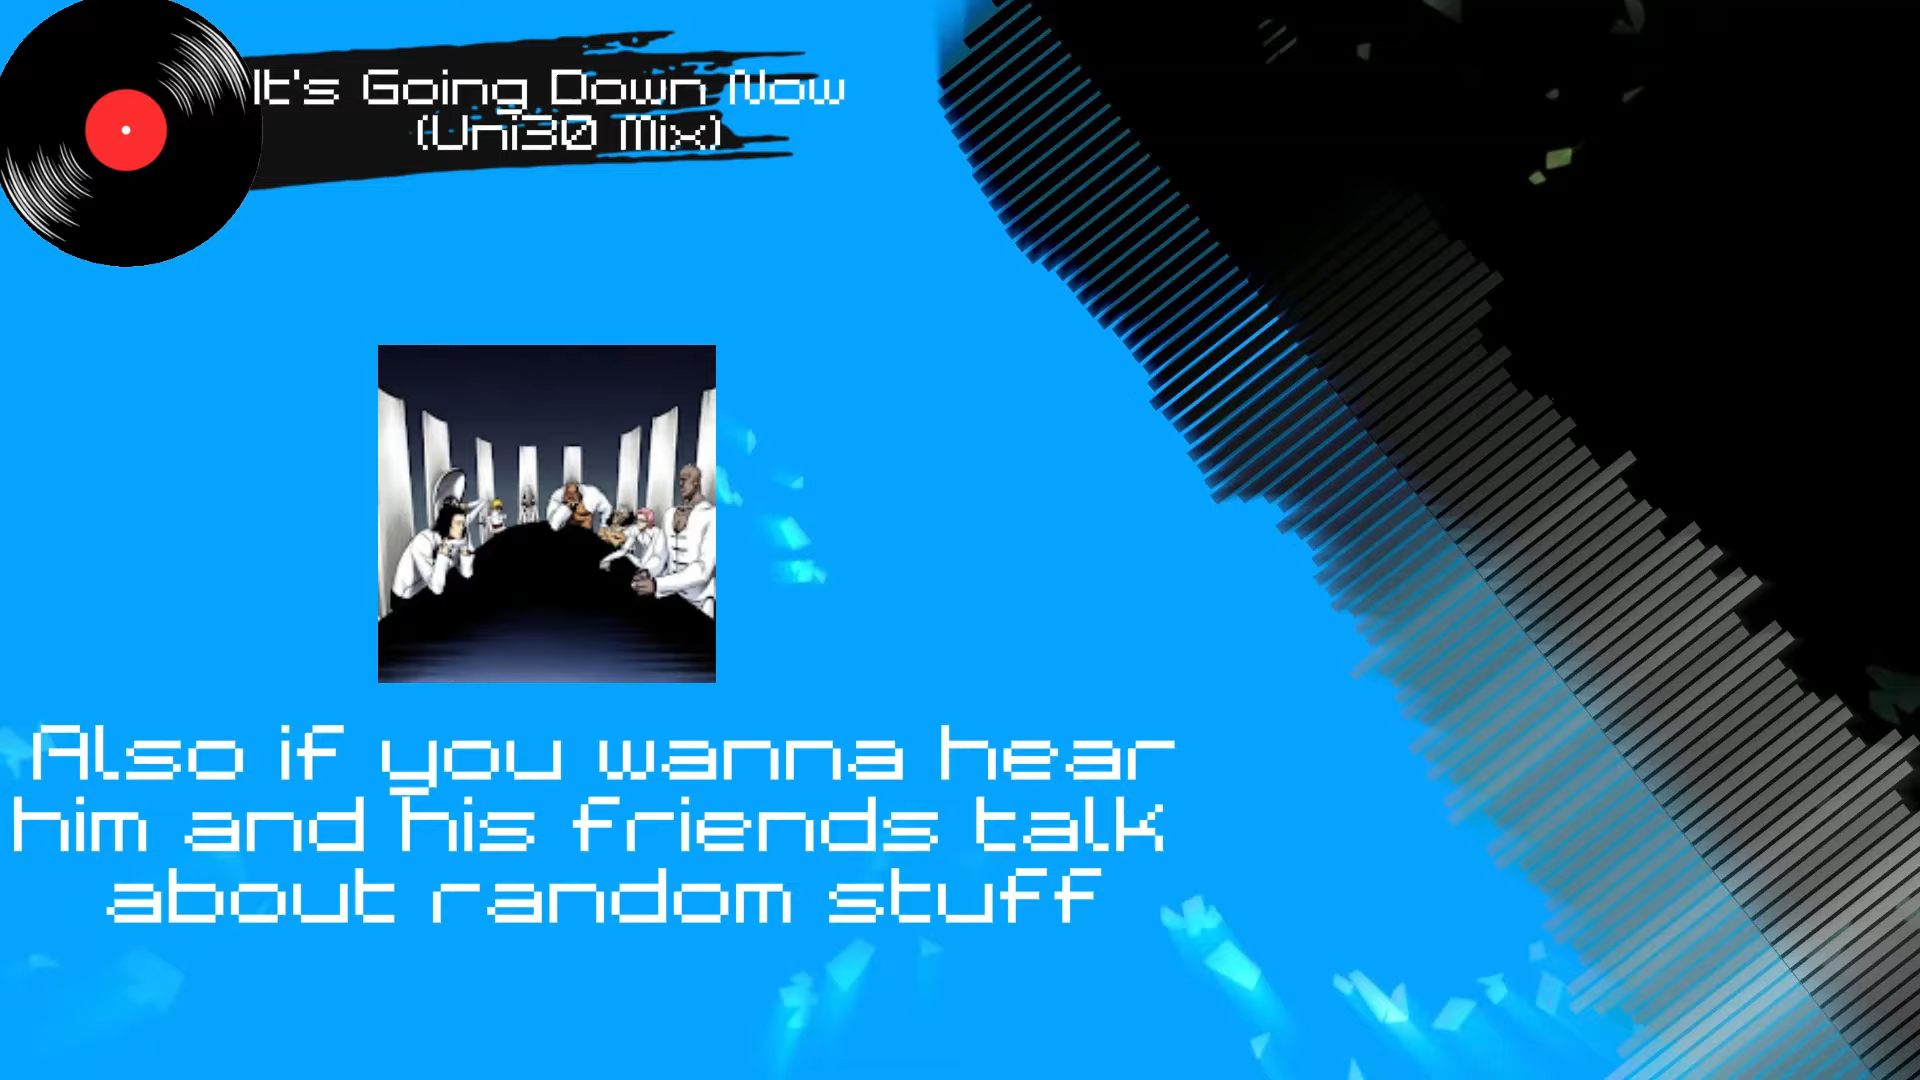 It's Going Down Now
(Uni30 Mix)
Also if you wanna hear
him and his friends talk
about random stuff